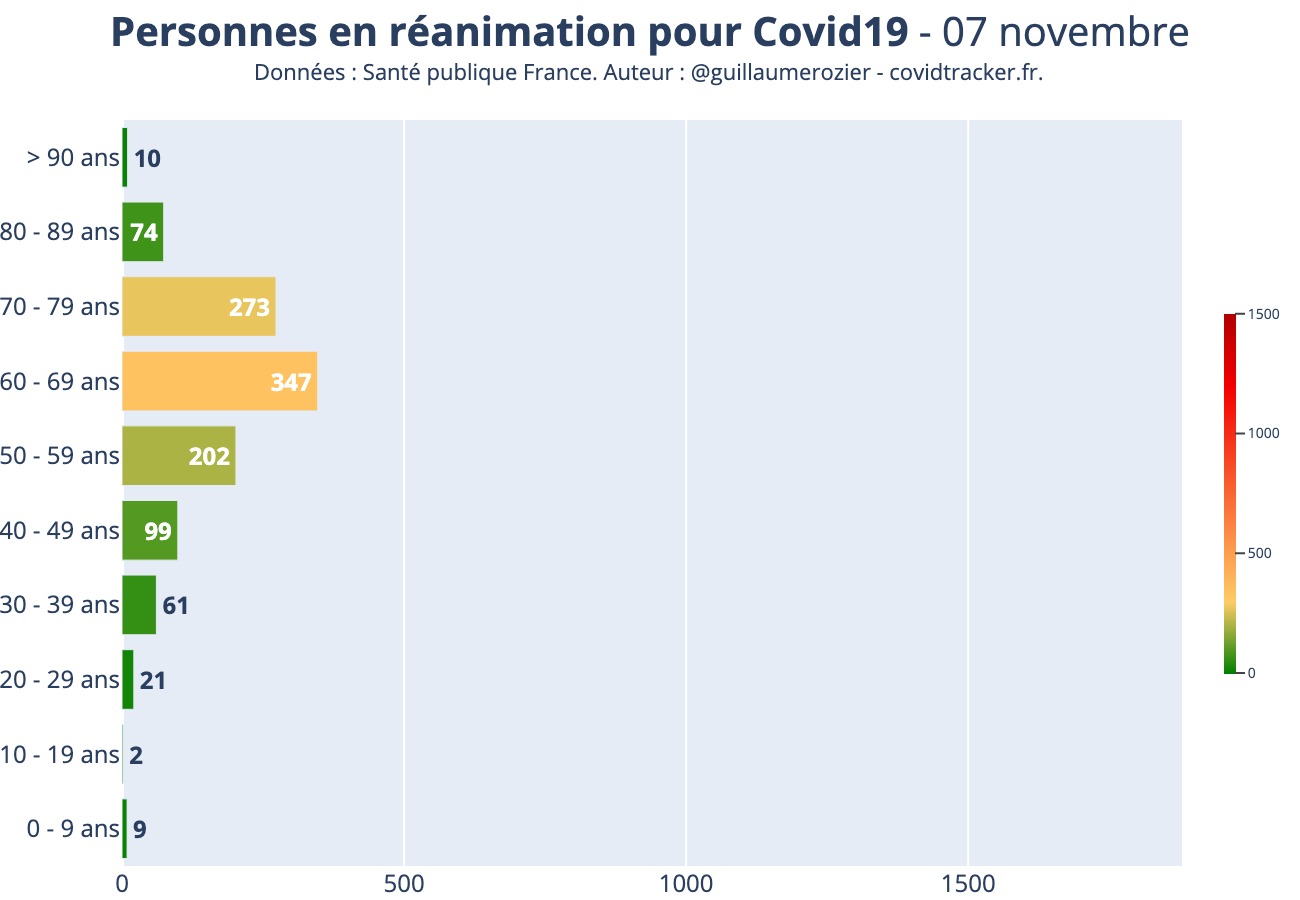 Personnes en réanimation pour Covid19 - 07 novembre
Données : Santé publique France. Auteur : @guillaumerozier - covidtracker.fr.
> 90 ans 10
80 - 89 ans 74
70 - 79 ans 273
60 - 69 ans 347
50 - 59 ans 202
40 - 49 ans 99
30 - 39 ans 61
20 - 29 ans 21
10 - 19 ans 2
0 - 9 ans 9
0 500 1000 1500
1500
1000
500
0